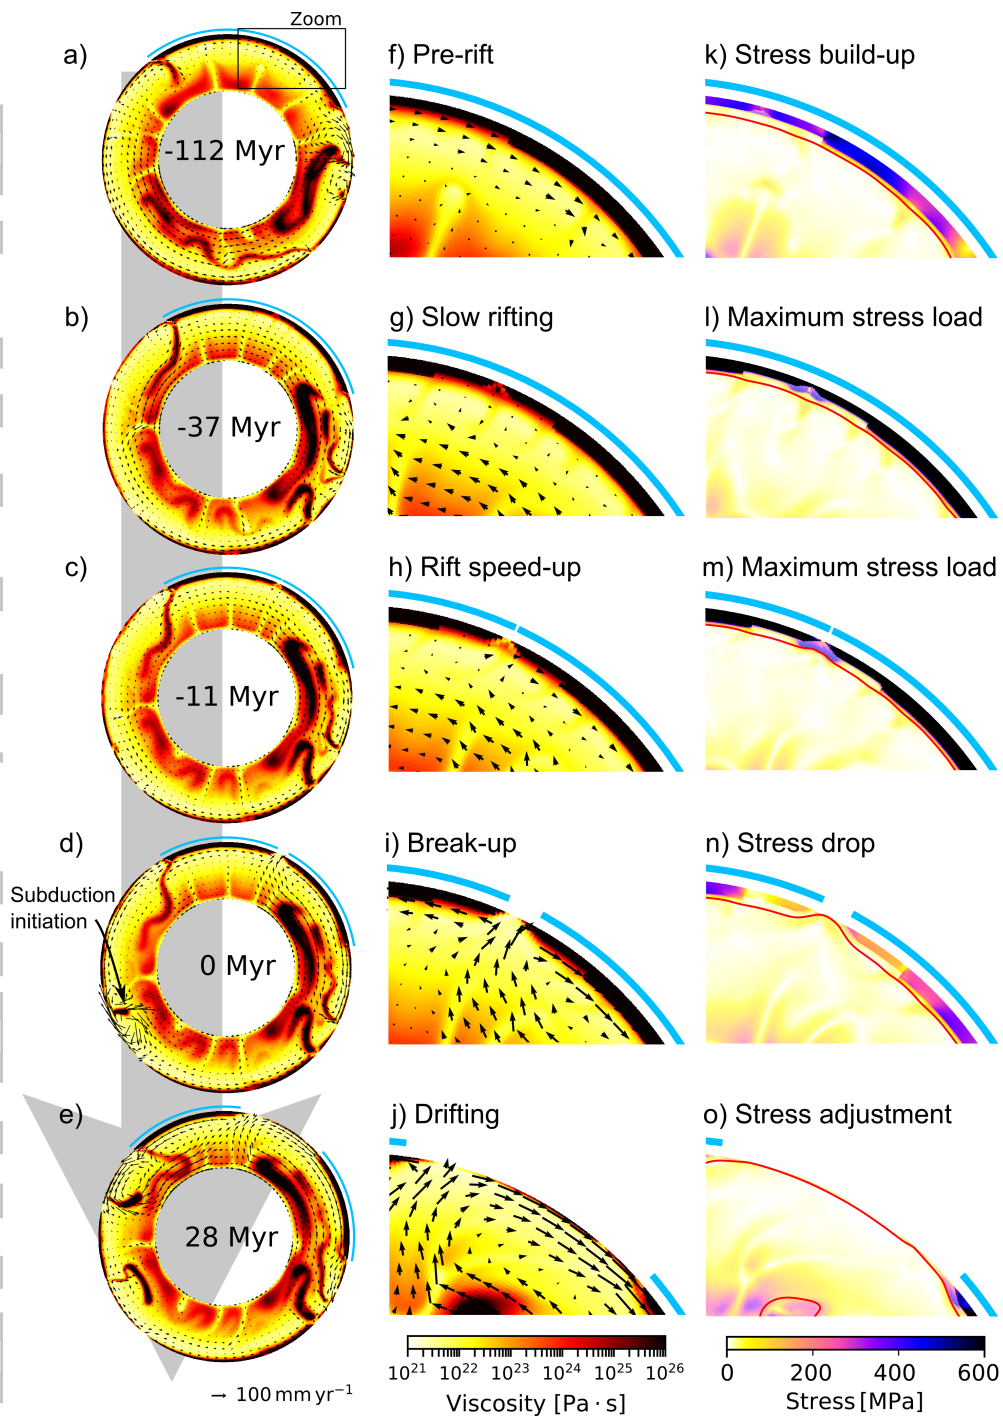 Zoom
a)
f) Pre-rift
k) Stress build-up
-112 Myr
b)
g) Slow rifting
l) Maximum stress load
-37 Myr
c)
h) Rift speed-up
m) Maximum stress load
-11 Myr
d)
i) Break-up
n) Stress drop
Subduction
initiation
0 Myr
e)
j) Drifting
o) Stress adjustment
28 Myr
10²¹ 10²² 10²³ 10²⁴ 10²⁵ 10²⁶
Viscosity [Pa · s]
0 200 400 600
Stress [MPa]
→ 100 mm yr⁻¹